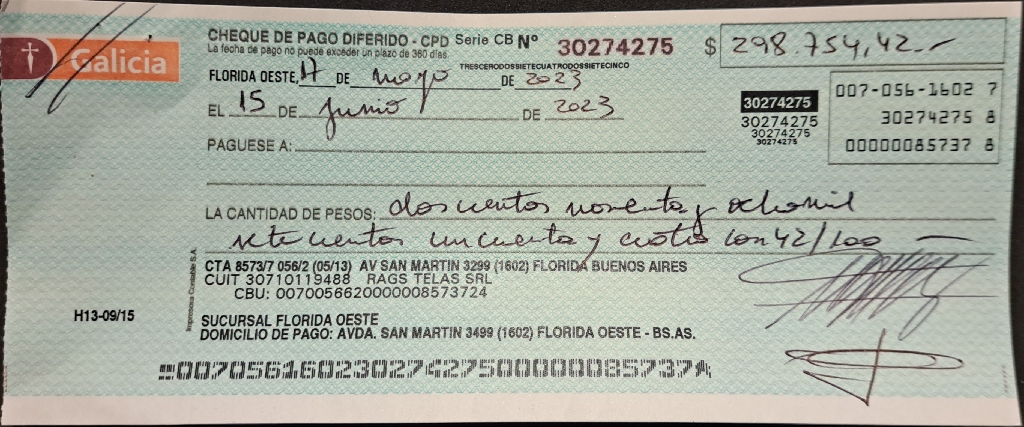 Galicia
CHEQUE DE PAGO DIFERIDO - CPD Serie CB Nº 30274275 $ 298.754,42.-
La fecha de pago no puede exceder un plazo de 360 días.
TRESCERODOSSIETECUATRODOSSIETECINCO
FLORIDA OESTE, 17 DE mayo DE 2023
EL 15 DE Junio DE 2023
30274275
30274275
30274275
30274275
007-056-1602 7
30274275 8
00000085737 8
PAGUESE A:
LA CANTIDAD DE PESOS: doscientos noventa y ocho mil
setecientos cincuenta y cuatro con 42/100 —
CTA 8573/7 056/2 (05/13) AV SAN MARTIN 3299 (1602) FLORIDA BUENOS AIRES
CUIT 30710119488 RAGS TELAS SRL
CBU: 0070056620000008573724
Impresora Contable S.A.
H13-09/15
SUCURSAL FLORIDA OESTE
DOMICILIO DE PAGO: AVDA. SAN MARTIN 3499 (1602) FLORIDA OESTE - BS.AS.
00705616023027427500000085737